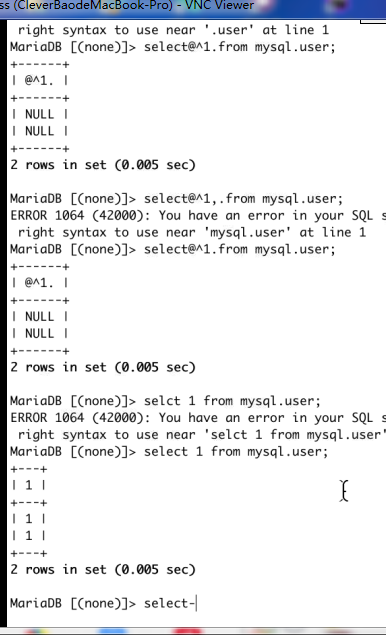 ss (CleverBaodeMacBook-Pro) - VNC Viewer
right syntax to use near '.user' at line 1
MariaDB [(none)]> select@^1.from mysql.user;
+------+
| @^1. |
+------+
| NULL |
| NULL |
+------+
2 rows in set (0.005 sec)
MariaDB [(none)]> select@^1,.from mysql.user;
ERROR 1064 (42000): You have an error in your SQL s
right syntax to use near 'mysql.user' at line 1
MariaDB [(none)]> select@^1.from mysql.user;
+------+
| @^1. |
+------+
| NULL |
| NULL |
+------+
2 rows in set (0.005 sec)
MariaDB [(none)]> selct 1 from mysql.user;
ERROR 1064 (42000): You have an error in your SQL s
right syntax to use near 'selct 1 from mysql.user'
MariaDB [(none)]> select 1 from mysql.user;
+---+
| 1 |
+---+
| 1 |
| 1 |
+---+
2 rows in set (0.005 sec)
MariaDB [(none)]> select-